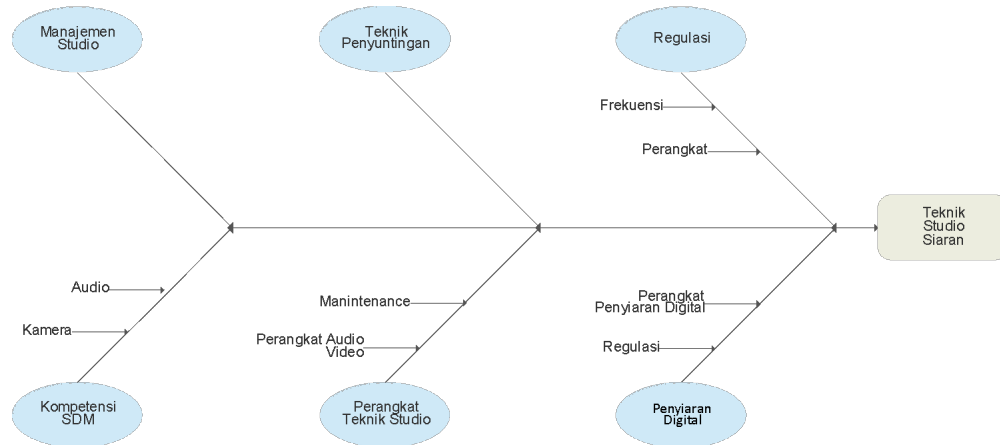 Manajemen
Studio
Teknik
Penyuntingan
Regulasi
Frekuensi
Perangkat
Teknik
Studio
Siaran
Audio
Kamera
Manintenance
Perangkat Audio
Video
Perangkat
Penyiaran Digital
Regulasi
Kompetensi
SDM
Perangkat
Teknik Studio
Penyiaran
Digital